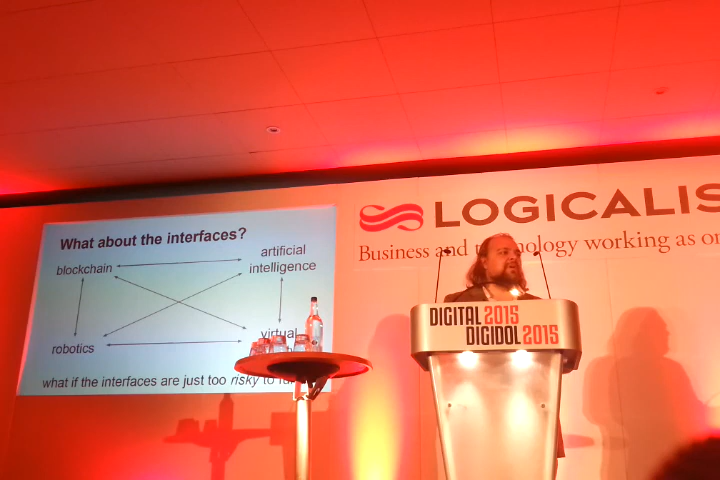 What about the interfaces?
blockchain
artificial
intelligence
robotics
virtual
what if the interfaces are just too risky to
LOGICALIS
Business and technology working as
DIGITAL 2015
DIGIDOL 2015